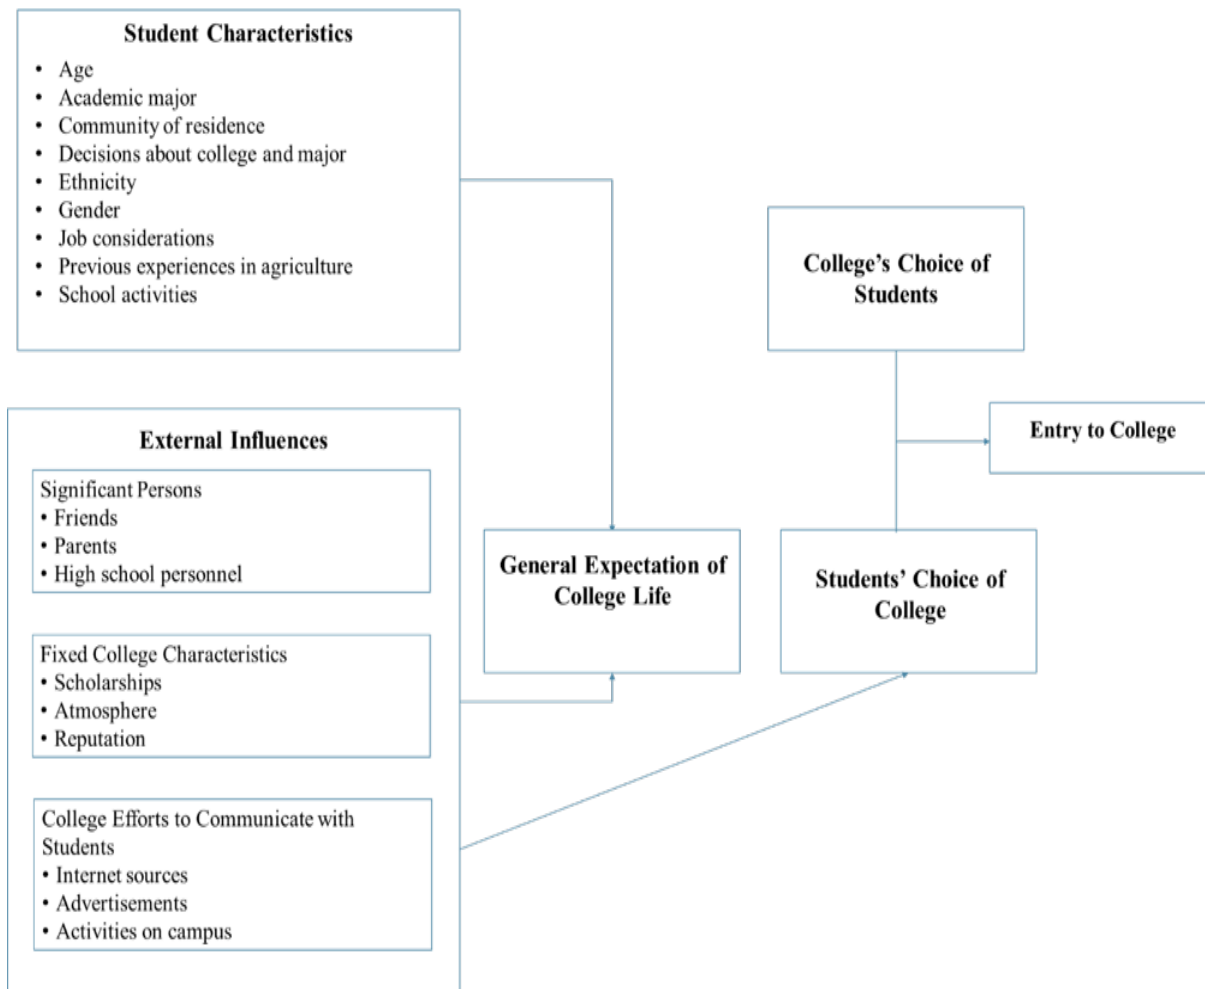 Student Characteristics
• Age
• Academic major
• Community of residence
• Decisions about college and major
• Ethnicity
• Gender
• Job considerations
• Previous experiences in agriculture
• School activities
External Influences
Significant Persons
• Friends
• Parents
• High school personnel
Fixed College Characteristics
• Scholarships
• Atmosphere
• Reputation
College Efforts to Communicate with
Students
• Internet sources
• Advertisements
• Activities on campus
General Expectation of
College Life
College’s Choice of
Students
Students’ Choice of
College
Entry to College